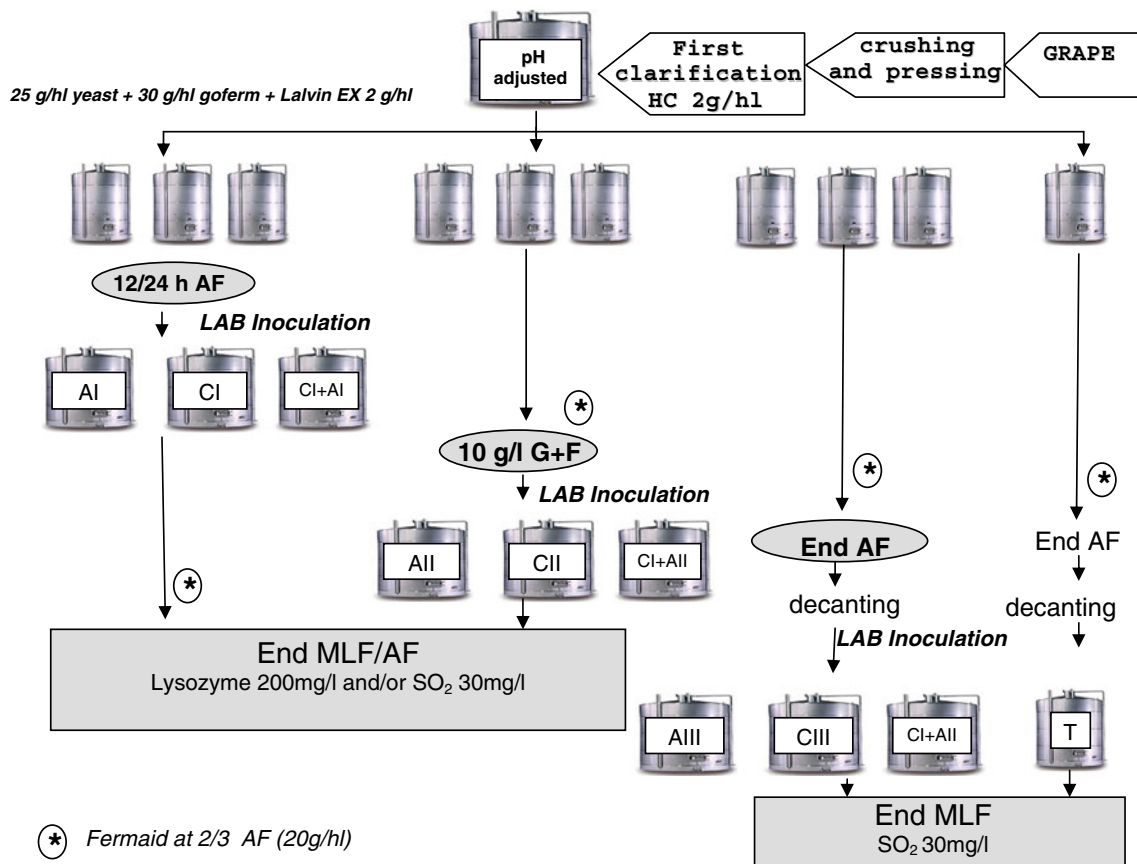 GRAPE
crushing
and pressing
First
clarification
HC 2g/hl
pH
adjusted
25 g/hl yeast + 30 g/hl goferm + Lalvin EX 2 g/hl
12/24 h AF
LAB Inoculation
AI
CI
CI+AI
*
10 g/l G+F
LAB Inoculation
AII
CII
CI+AII
*
End MLF/AF
Lysozyme 200mg/l and/or SO₂ 30mg/l
*
End AF
decanting
LAB Inoculation
AIII
CIII
CI+AII
*
End AF
decanting
T
End MLF
SO₂ 30mg/l
* Fermaid at 2/3 AF (20g/hl)